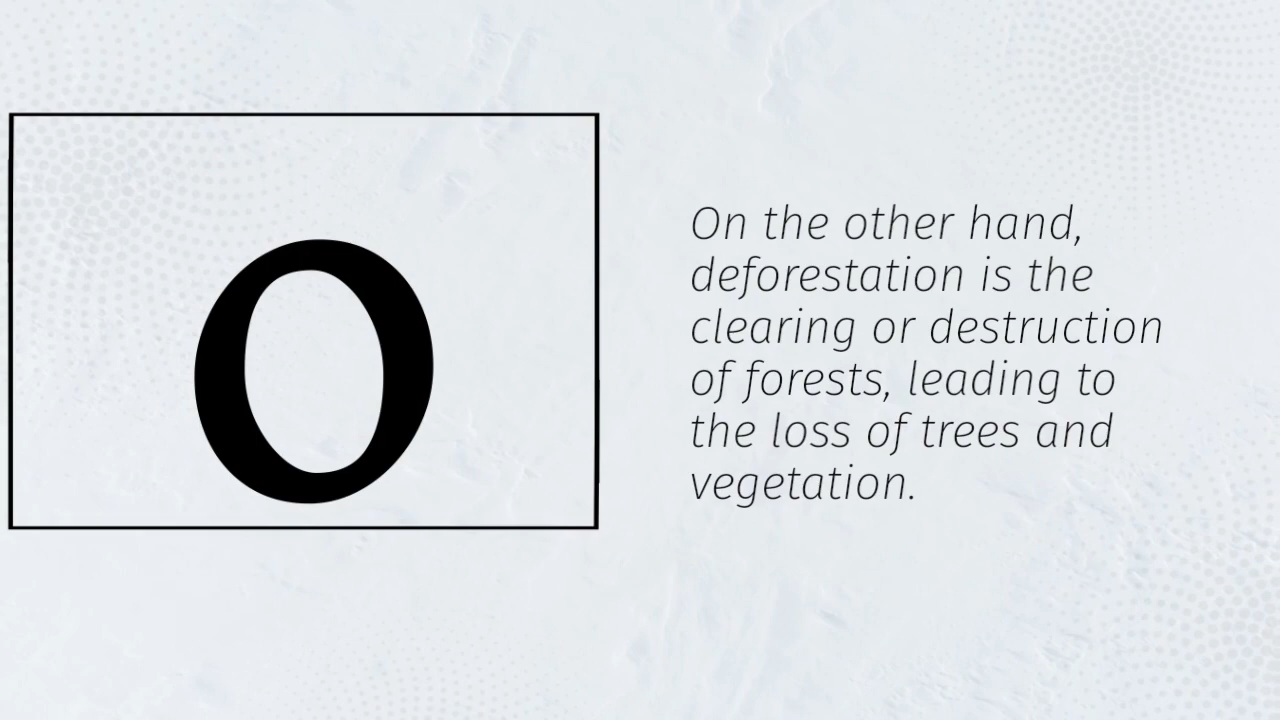 o
On the other hand,
deforestation is the
clearing or destruction
of forests, leading to
the loss of trees and
vegetation.